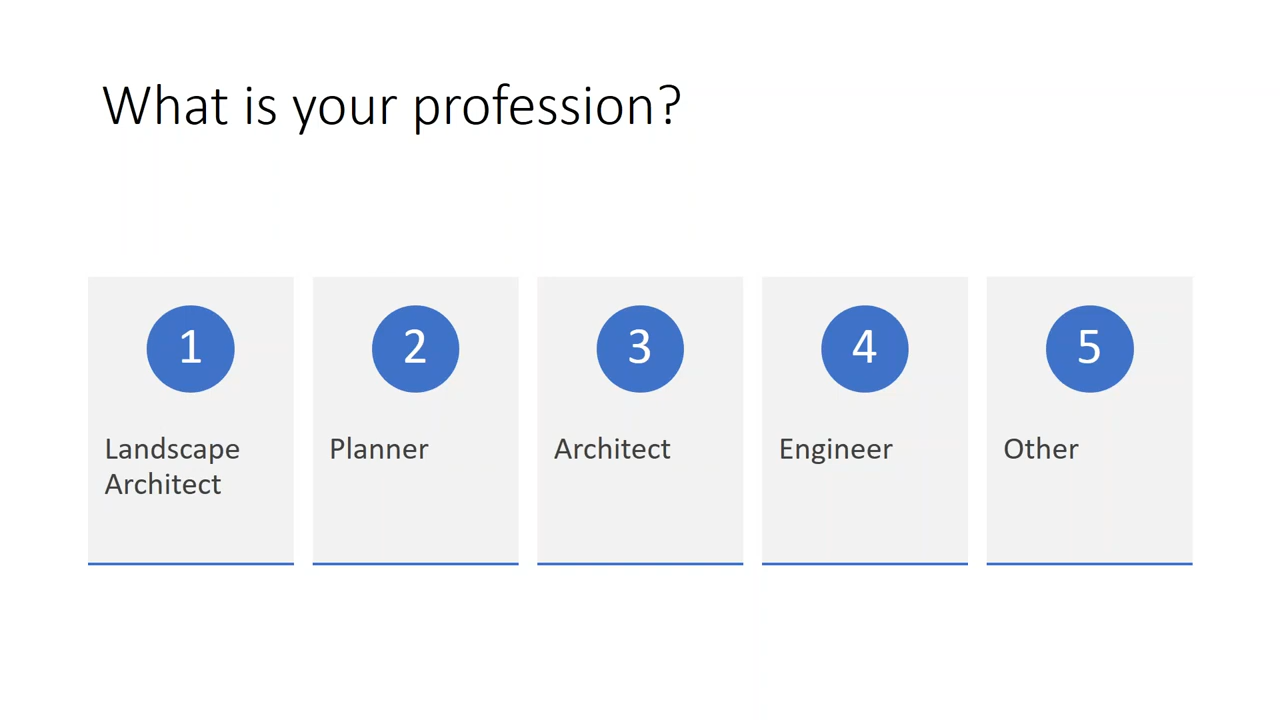 What is your profession?
1
Landscape
Architect
2
Planner
3
Architect
4
Engineer
5
Other